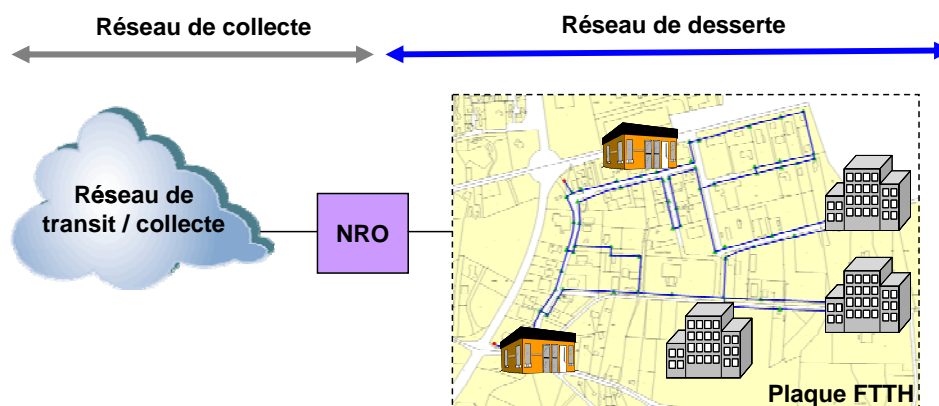 Réseau de collecte
Réseau de desserte
Réseau de
transit / collecte
NRO
Plaque FTTH